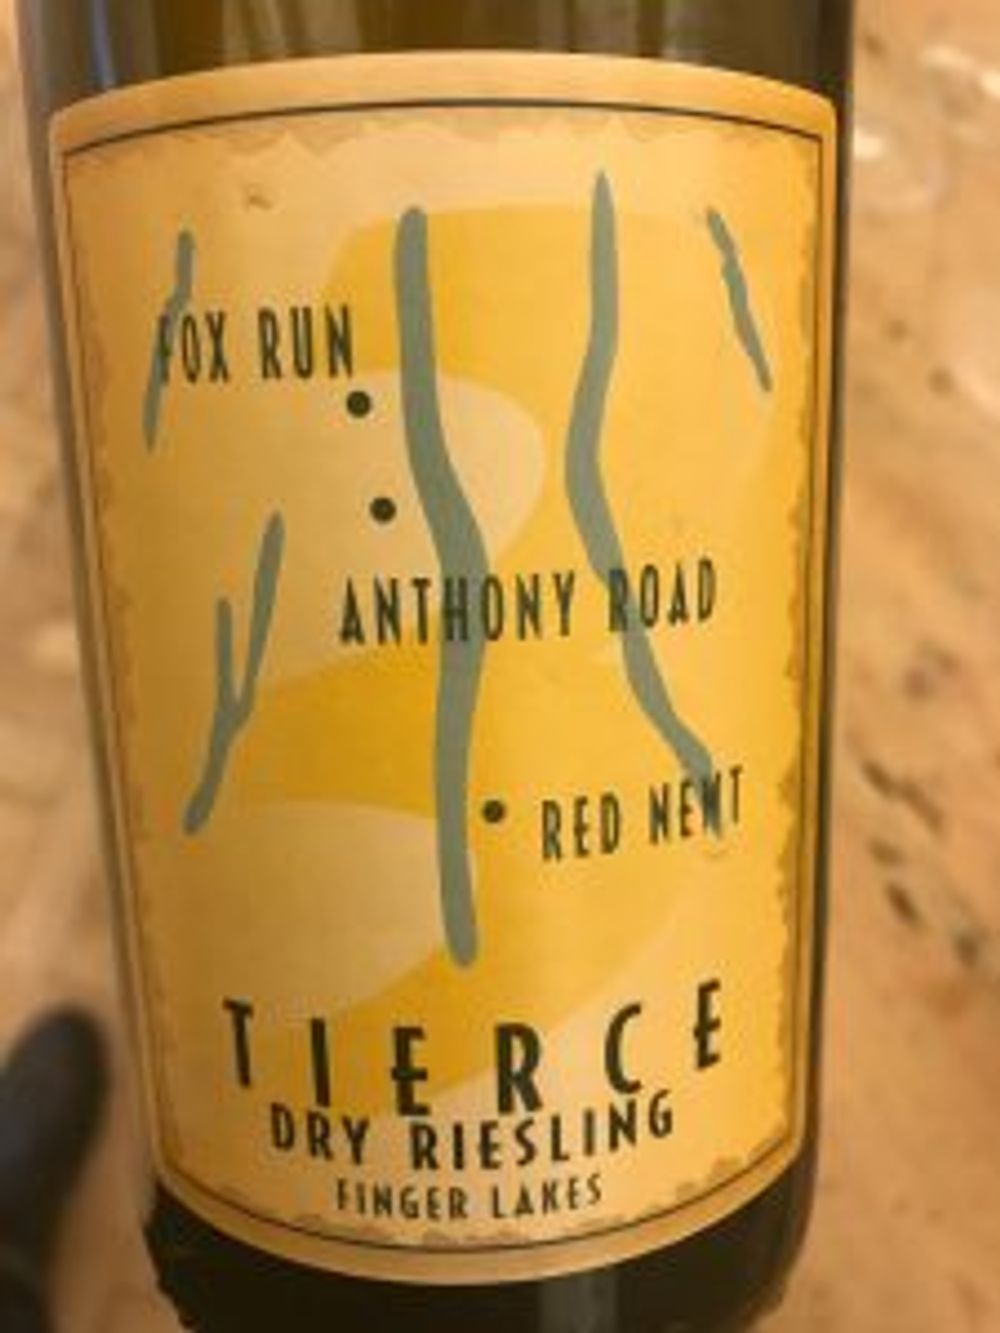 FOX RUN
ANTHONY ROAD
RED NEWT
TIERCE
DRY RIESLING
FINGER LAKES